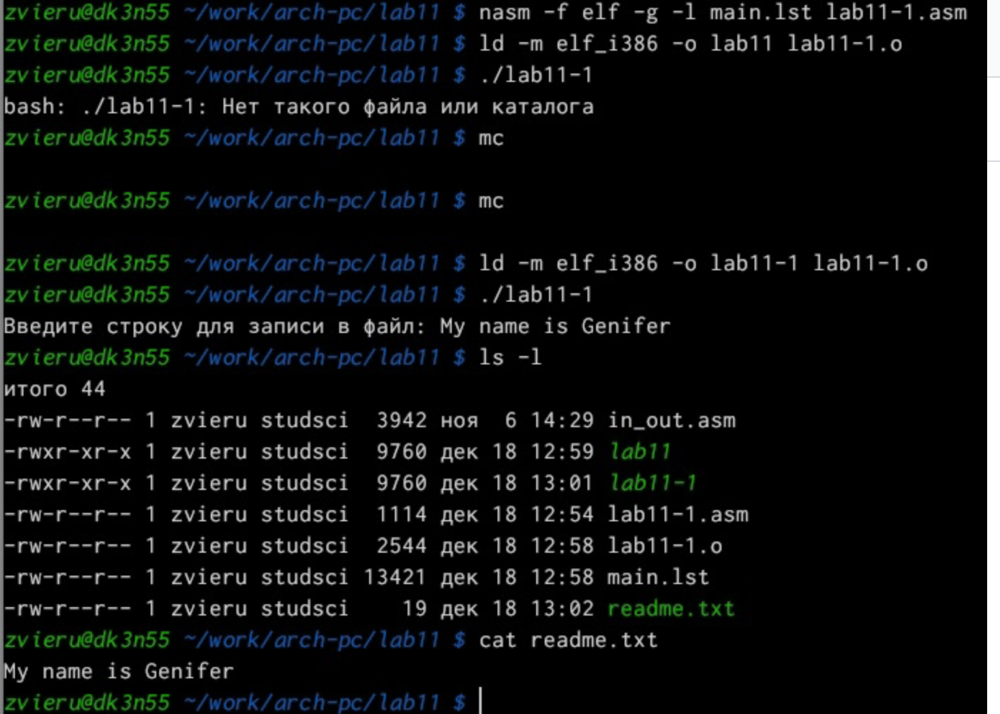 zvieru@dk3n55 ~/work/arch-pc/lab11 $ nasm -f elf -g -l main.lst lab11-1.asm
zvieru@dk3n55 ~/work/arch-pc/lab11 $ ld -m elf_i386 -o lab11 lab11-1.o
zvieru@dk3n55 ~/work/arch-pc/lab11 $ ./lab11-1
bash: ./lab11-1: Нет такого файла или каталога
zvieru@dk3n55 ~/work/arch-pc/lab11 $ mc
zvieru@dk3n55 ~/work/arch-pc/lab11 $ mc
zvieru@dk3n55 ~/work/arch-pc/lab11 $ ld -m elf_i386 -o lab11-1 lab11-1.o
zvieru@dk3n55 ~/work/arch-pc/lab11 $ ./lab11-1
Введите строку для записи в файл: My name is Genifer
zvieru@dk3n55 ~/work/arch-pc/lab11 $ ls -l
итого 44
-rw-r--r-- 1 zvieru studsci  3942 ноя  6 14:29 in_out.asm
-rwxr-xr-x 1 zvieru studsci  9760 дек 18 12:59 lab11
-rwxr-xr-x 1 zvieru studsci  9760 дек 18 13:01 lab11-1
-rw-r--r-- 1 zvieru studsci  1114 дек 18 12:54 lab11-1.asm
-rw-r--r-- 1 zvieru studsci  2544 дек 18 12:58 lab11-1.o
-rw-r--r-- 1 zvieru studsci 13421 дек 18 12:58 main.lst
-rw-r--r-- 1 zvieru studsci    19 дек 18 13:02 readme.txt
zvieru@dk3n55 ~/work/arch-pc/lab11 $ cat readme.txt
My name is Genifer
zvieru@dk3n55 ~/work/arch-pc/lab11 $